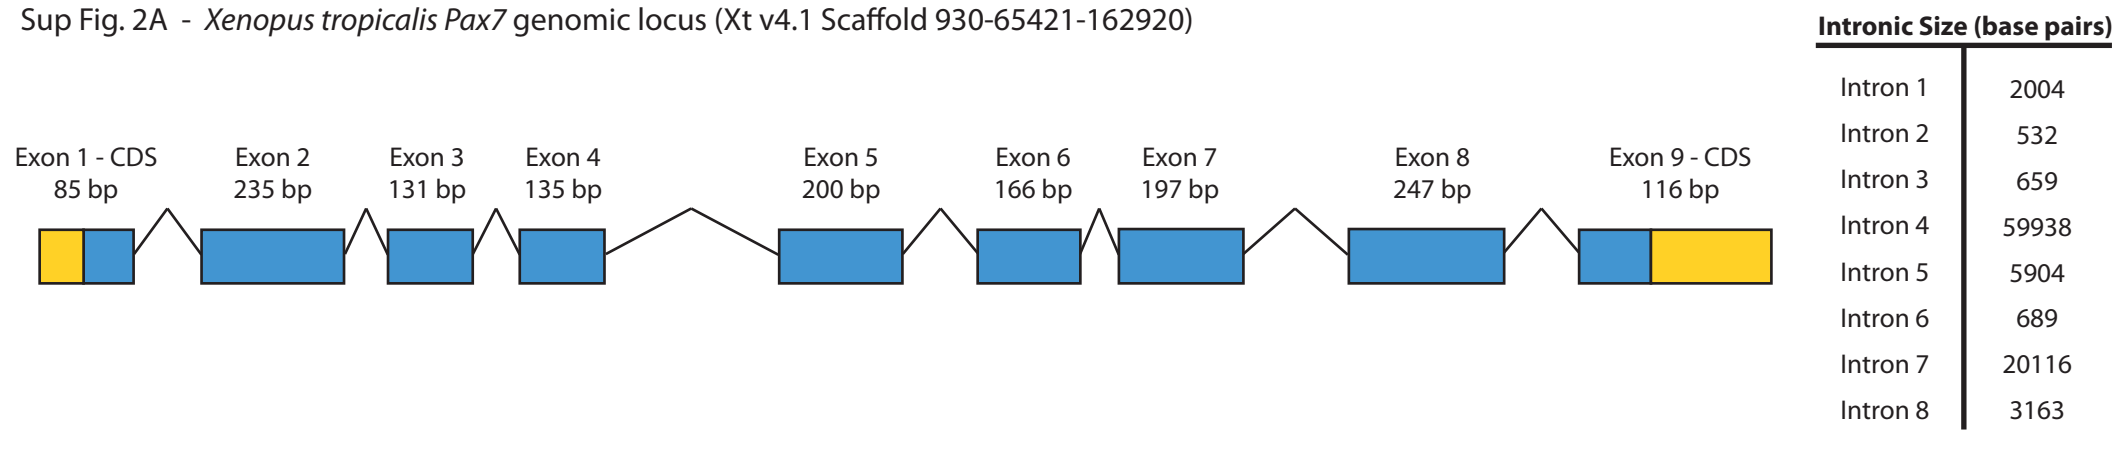 Sup Fig. 2A - Xenopus tropicalis Pax7 genomic locus (Xt v4.1 Scaffold 930-65421-162920)
Exon 1 - CDS
85 bp
Exon 2
235 bp
Exon 3
131 bp
Exon 4
135 bp
Exon 5
200 bp
Exon 6
166 bp
Exon 7
197 bp
Exon 8
247 bp
Exon 9 - CDS
116 bp
Intronic Size (base pairs)
Intron 1 2004
Intron 2 532
Intron 3 659
Intron 4 59938
Intron 5 5904
Intron 6 689
Intron 7 20116
Intron 8 3163